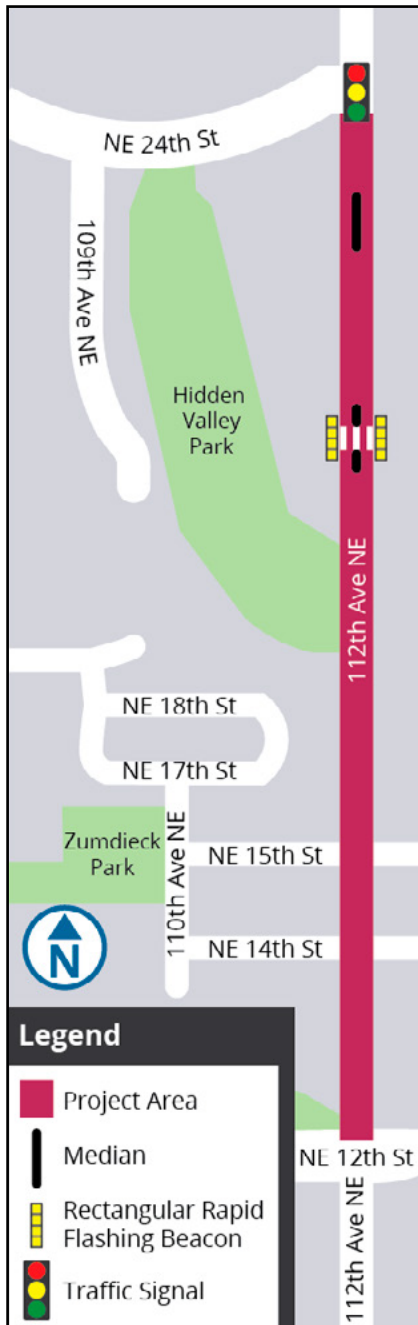 NE 24th St
109th Ave NE
Hidden
Valley
Park
112th Ave NE
NE 18th St
NE 17th St
Zumdieck
Park
110th Ave NE
NE 15th St
NE 14th St
N
Legend
Project Area
Median
Rectangular Rapid
Flashing Beacon
Traffic Signal
NE 12th St
112th Ave NE